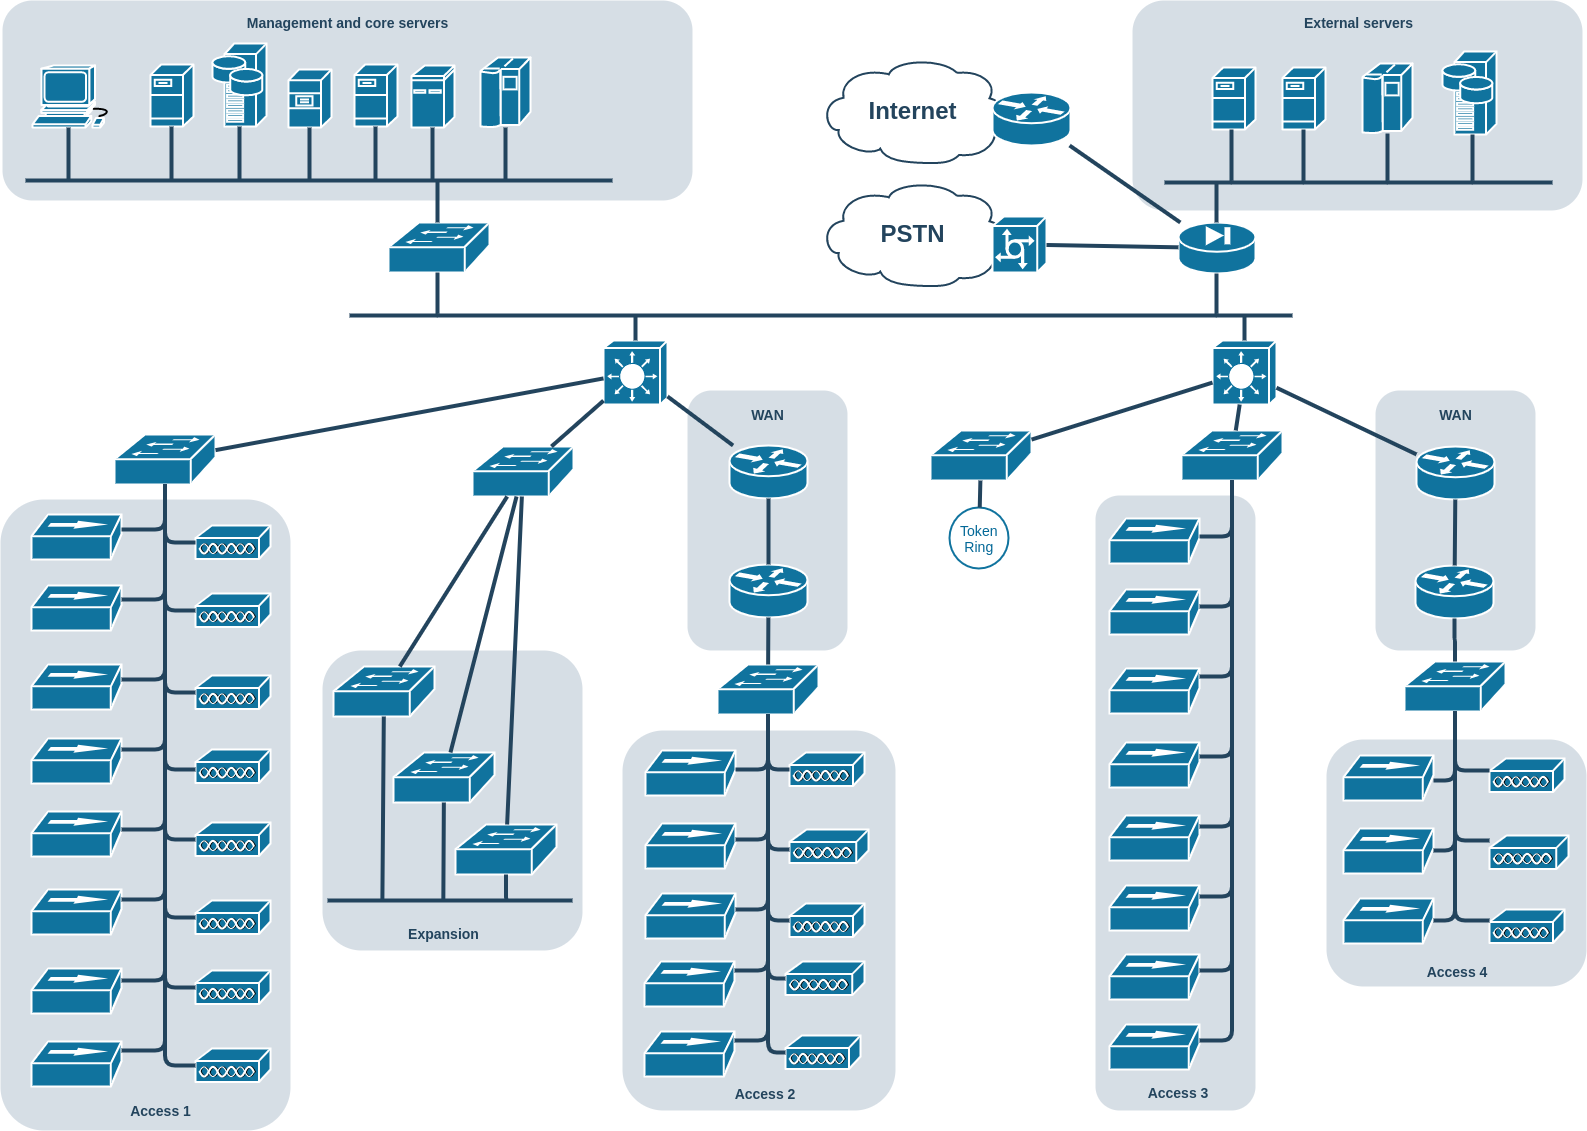 Management and core servers
External servers
Internet
PSTN
WAN
WAN
Token
Ring
Expansion
Access 4
Access 2
Access 3
Access 1